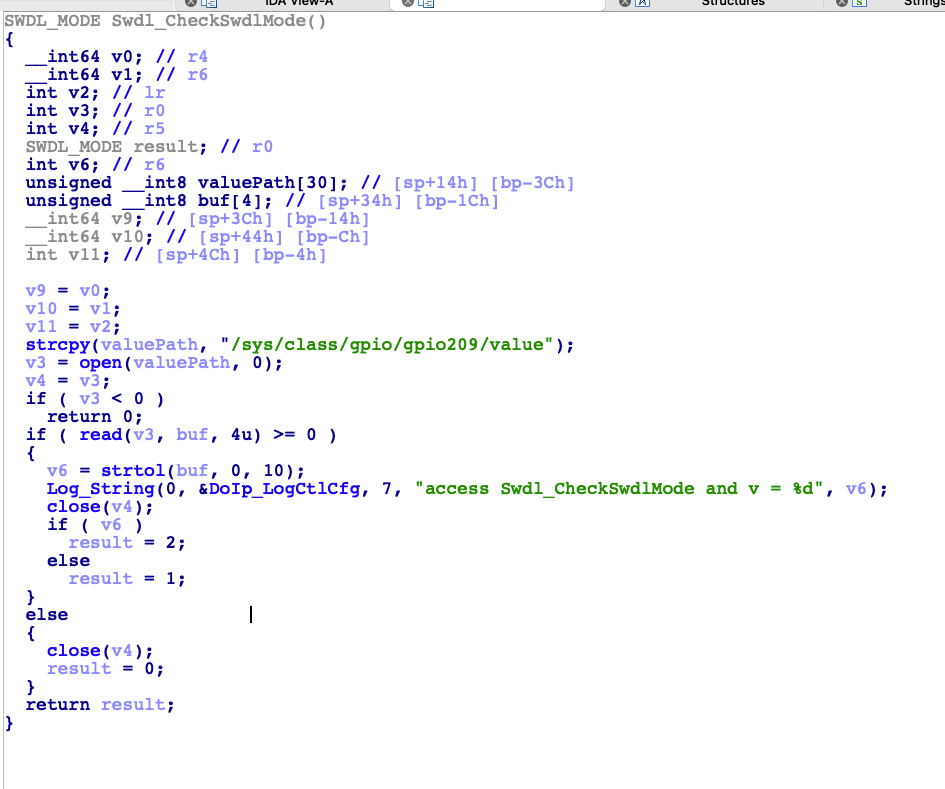 IDA View-A Structures Strings
SWDL_MODE Swdl_CheckSwdlMode()
{
  __int64 v0; // r4
  __int64 v1; // r6
  int v2; // lr
  int v3; // r0
  int v4; // r5
  SWDL_MODE result; // r0
  int v6; // r6
  unsigned __int8 valuePath[30]; // [sp+14h] [bp-3Ch]
  unsigned __int8 buf[4]; // [sp+34h] [bp-1Ch]
  __int64 v9; // [sp+3Ch] [bp-14h]
  __int64 v10; // [sp+44h] [bp-Ch]
  int v11; // [sp+4Ch] [bp-4h]

  v9 = v0;
  v10 = v1;
  v11 = v2;
  strcpy(valuePath, "/sys/class/gpio/gpio209/value");
  v3 = open(valuePath, 0);
  v4 = v3;
  if ( v3 < 0 )
    return 0;
  if ( read(v3, buf, 4u) >= 0 )
  {
    v6 = strtol(buf, 0, 10);
    Log_String(0, &DoIp_LogCtlCfg, 7, "access Swdl_CheckSwdlMode and v = %d", v6);
    close(v4);
    if ( v6 )
      result = 2;
    else
      result = 1;
  }
  else
  {
    close(v4);
    result = 0;
  }
  return result;
}